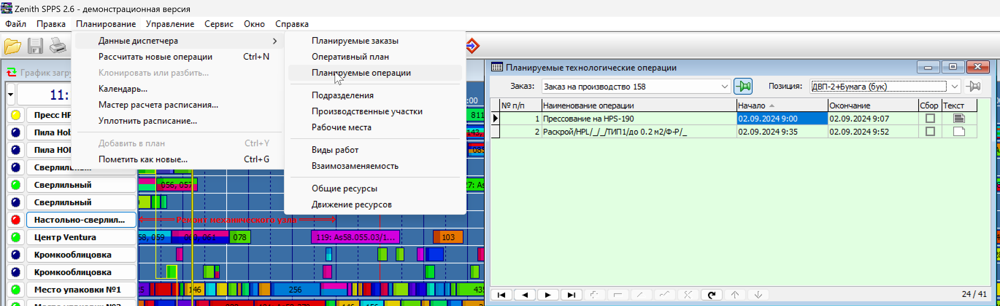 Zenith SPPS 2.6 - демонстрационная версия
Файл Правка Планирование Управление Сервис Окно Справка
Данные диспетчера
Рассчитать новые операции Ctrl+N
Клонировать или разбить...
Календарь...
Мастер расчета расписания...
Уплотнить расписание...
Добавить в план Ctrl+Y
Пометить как новые... Ctrl+G
Планируемые заказы
Оперативный план
Планируемые операции
Подразделения
Производственные участки
Рабочие места
Виды работ
Взаимозаменяемость
Общие ресурсы
Движение ресурсов
График загру
11:
:00
Пресс HP
811
Пила Hol
143,
Пила HOI
085
Сверлильн
Сверлильный
056, 057
27: As
Сверлильный
Настольно-сверлил...
Ремонт механического узла
Центр Ventura
58, 059
060, 061
078
119: As58.055.03/1...
103
Кромкооблицовка
Кромкооблицовка
Место упаковки №1
25
146
256
435
Планируемые технологические операции
Заказ: Заказ на производство 158 Позиция: ДВП-2+Бумага (бук)
№ п/п Наименование операции Начало Окончание Сбор Текст
1 Прессование на HPS-190 02.09.2024 9:00 02.09.2024 9:07
2 Раскрой/HPL/_/_/ТИП1/до 0.2 м2/Ф-Р/_ 02.09.2024 9:35 02.09.2024 9:52
24 / 41